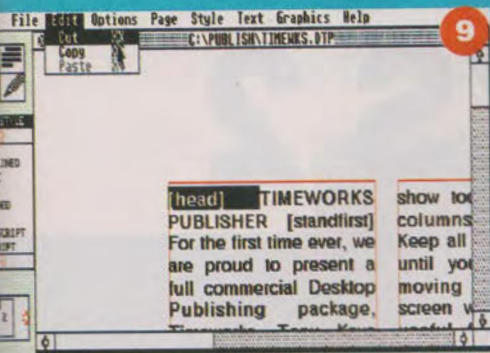 File Edit Options Page Style Text Graphics Help
9
C:\PUBLISH\TIMEWKS.DTP
Cut
Copy
Paste
STYLE
[head] TIMEWORKS
PUBLISHER [standfirst]
For the first time ever, we
are proud to present a
full commercial Desktop
Publishing package,
show
columns
Keep all
until
moving
screen